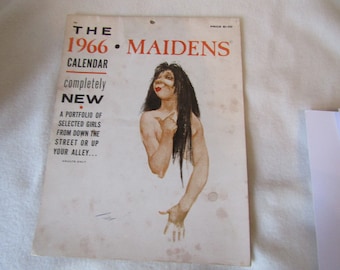 THE
1966 • MAIDENS
CALENDAR
completely
NEW
A PORTFOLIO OF
SELECTED GIRLS
FROM DOWN THE
STREET OR UP
YOUR ALLEY...